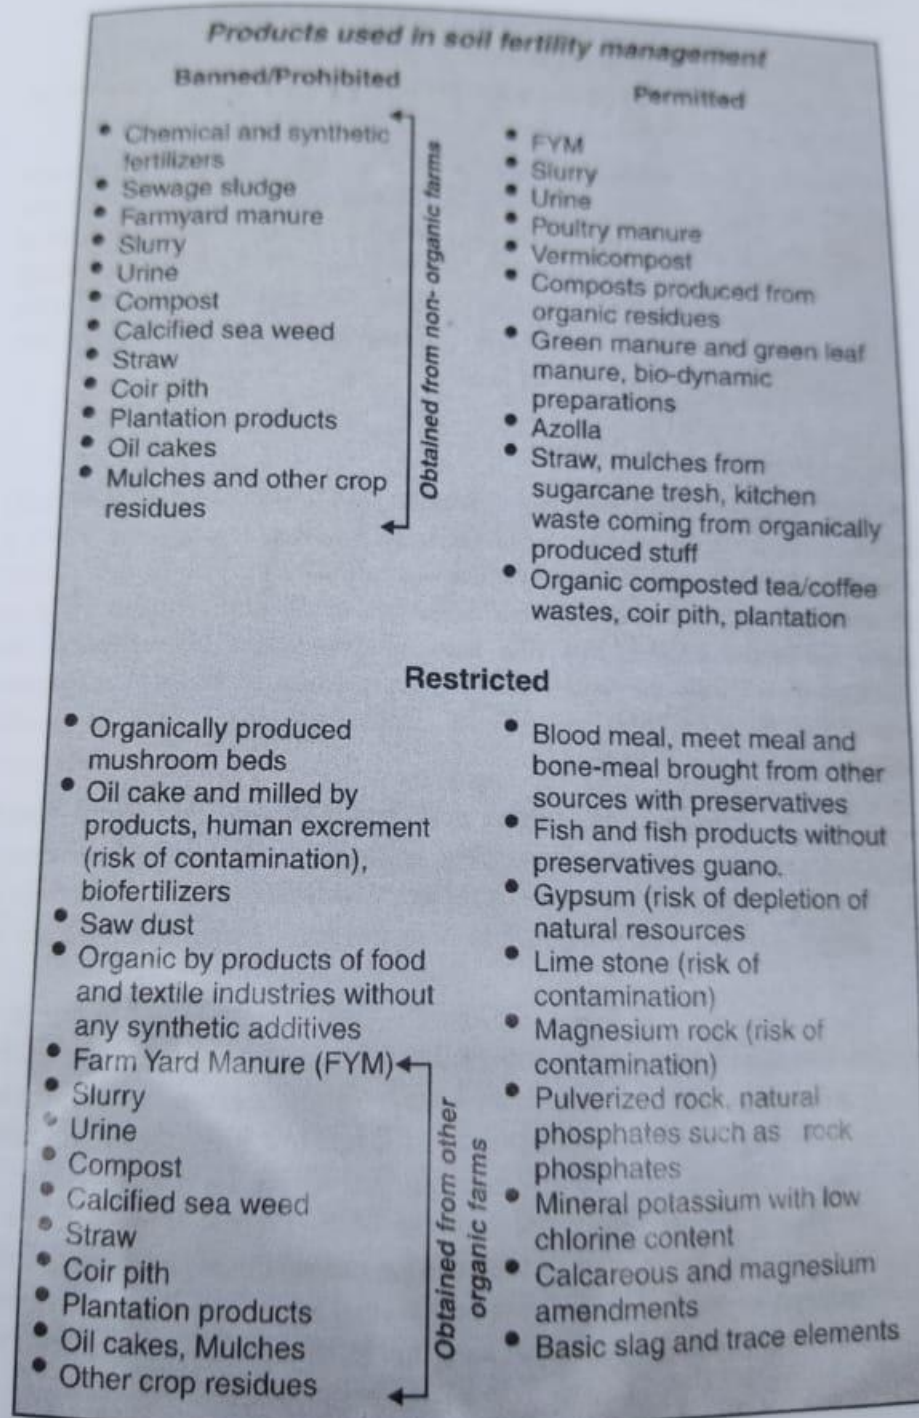 Products used in soil fertility management
Banned/Prohibited
• Chemical and synthetic
fertilizers
• Sewage sludge
• Farmyard manure
• Slurry
• Urine
• Compost
• Calcified sea weed
• Straw
• Coir pith
• Plantation products
• Oil cakes
• Mulches and other crop
residues
Obtained from non- organic farms
Permitted
• FYM
• Slurry
• Urine
• Poultry manure
• Vermicompost
• Composts produced from
organic residues
• Green manure and green leaf
manure, bio-dynamic
preparations
• Azolla
• Straw, mulches from
sugarcane tresh, kitchen
waste coming from organically
produced stuff
• Organic composted tea/coffee
wastes, coir pith, plantation
Restricted
• Organically produced
mushroom beds
• Oil cake and milled by
products, human excrement
(risk of contamination),
biofertilizers
• Saw dust
• Organic by products of food
and textile industries without
any synthetic additives
• Farm Yard Manure (FYM)
• Slurry
• Urine
• Compost
• Calcified sea weed
• Straw
• Coir pith
• Plantation products
• Oil cakes, Mulches
• Other crop residues
Obtained from other
organic farms
• Blood meal, meet meal and
bone-meal brought from other
sources with preservatives
• Fish and fish products without
preservatives guano.
• Gypsum (risk of depletion of
natural resources
• Lime stone (risk of
contamination)
• Magnesium rock (risk of
contamination)
• Pulverized rock, natural
phosphates such as rock
phosphates
• Mineral potassium with low
chlorine content
• Calcareous and magnesium
amendments
• Basic slag and trace elements